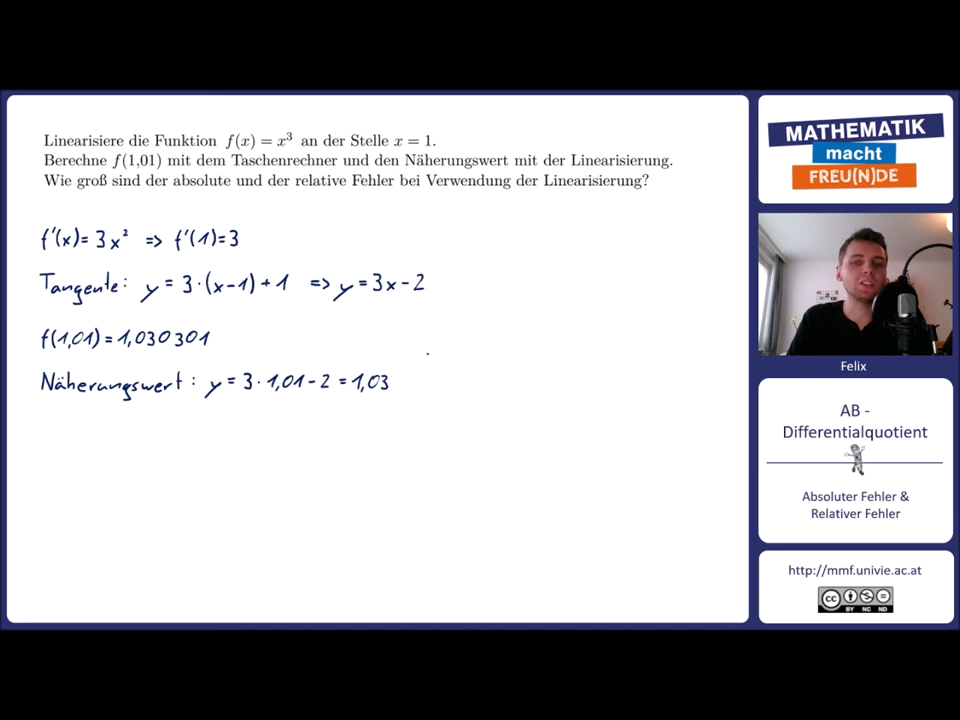 Linearisiere die Funktion f(x) = x³ an der Stelle x = 1.
Berechne f(1,01) mit dem Taschenrechner und den Näherungswert mit der Linearisierung.
Wie groß sind der absolute und der relative Fehler bei Verwendung der Linearisierung?
f'(x) = 3x² => f'(1) = 3
Tangente: y = 3·(x-1)+1 => y = 3x-2
f(1,01) = 1,030301
Näherungswert: y = 3·1,01-2 = 1,03
MATHEMATIK
macht
FREU(N)DE
Felix
AB -
Differentialquotient
Absoluter Fehler &
Relativer Fehler
http://mmf.univie.ac.at
cc
BY NC ND